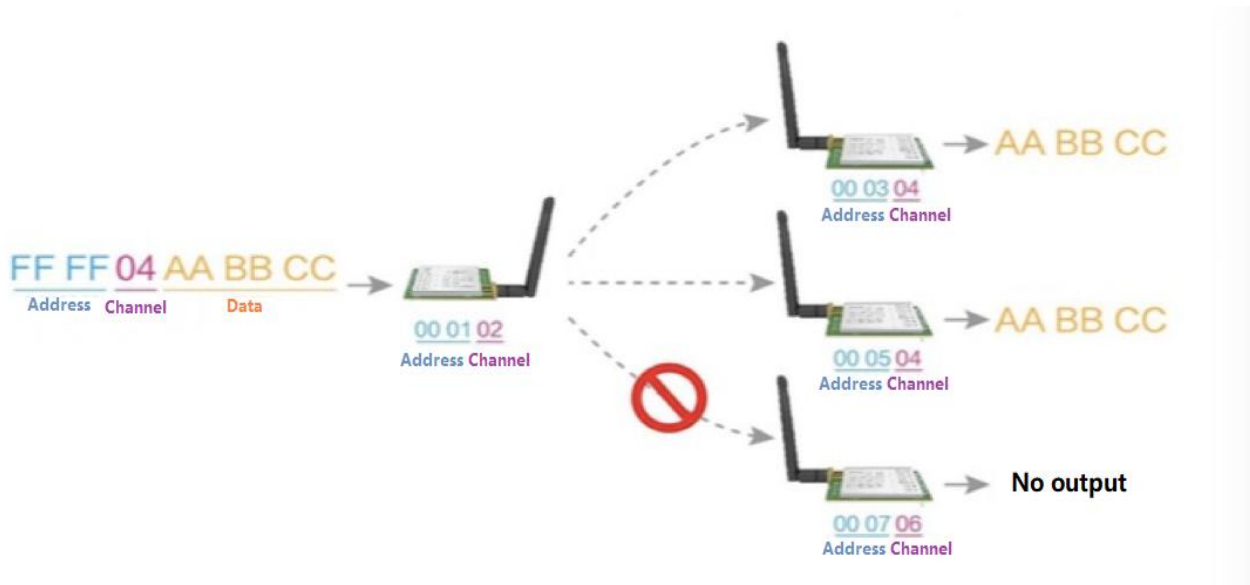 FF FF 04 AA BB CC
Address Channel Data
00 01 02
Address Channel
00 03 04
Address Channel
AA BB CC
00 05 04
Address Channel
AA BB CC
00 07 06
Address Channel
No output